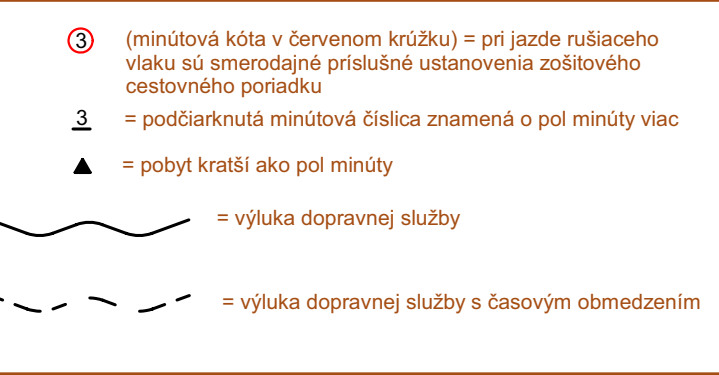 3 (minútová kóta v červenom krúžku) = pri jazde rušiaceho
vlaku sú smerodajné príslušné ustanovenia zošitového
cestovného poriadku
3 = podčiarknutá minútová číslica znamená o pol minúty viac
= pobyt kratší ako pol minúty
= výluka dopravnej služby
= výluka dopravnej služby s časovým obmedzením